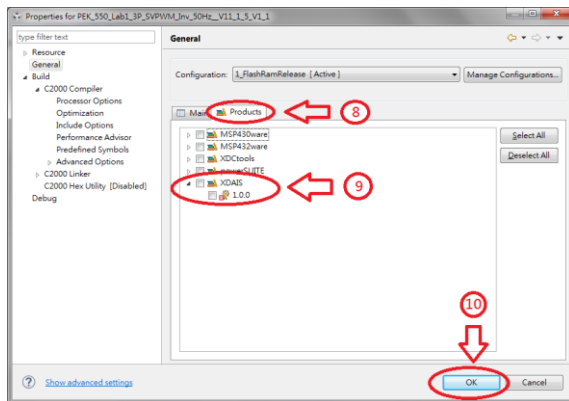 Properties for PEK_550_Lab1_3P_SVPWM_Inv_50Hz__V11_1_5_V1_1
type filter text
General
Resource
General
Build
C2000 Compiler
Processor Options
Optimization
Include Options
Performance Advisor
Predefined Symbols
Advanced Options
C2000 Linker
C2000 Hex Utility [Disabled]
Debug
Configuration: 1_FlashRamRelease [ Active ]
Manage Configurations...
Main
Products
8
MSP430ware
MSP432ware
XDCtools
powerSUITE
XDAIS
1.0.0
9
Select All
Deselect All
10
Show advanced settings
OK
Cancel